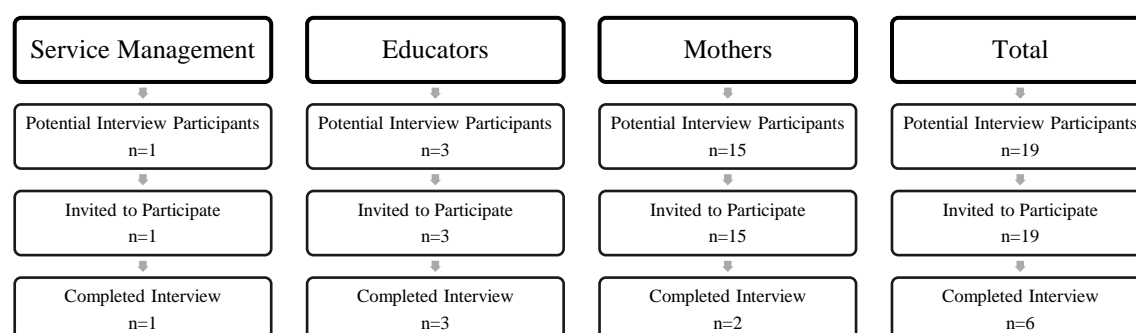 Service Management
Potential Interview Participants
n=1
Invited to Participate
n=1
Completed Interview
n=1
Educators
Potential Interview Participants
n=3
Invited to Participate
n=3
Completed Interview
n=3
Mothers
Potential Interview Participants
n=15
Invited to Participate
n=15
Completed Interview
n=2
Total
Potential Interview Participants
n=19
Invited to Participate
n=19
Completed Interview
n=6